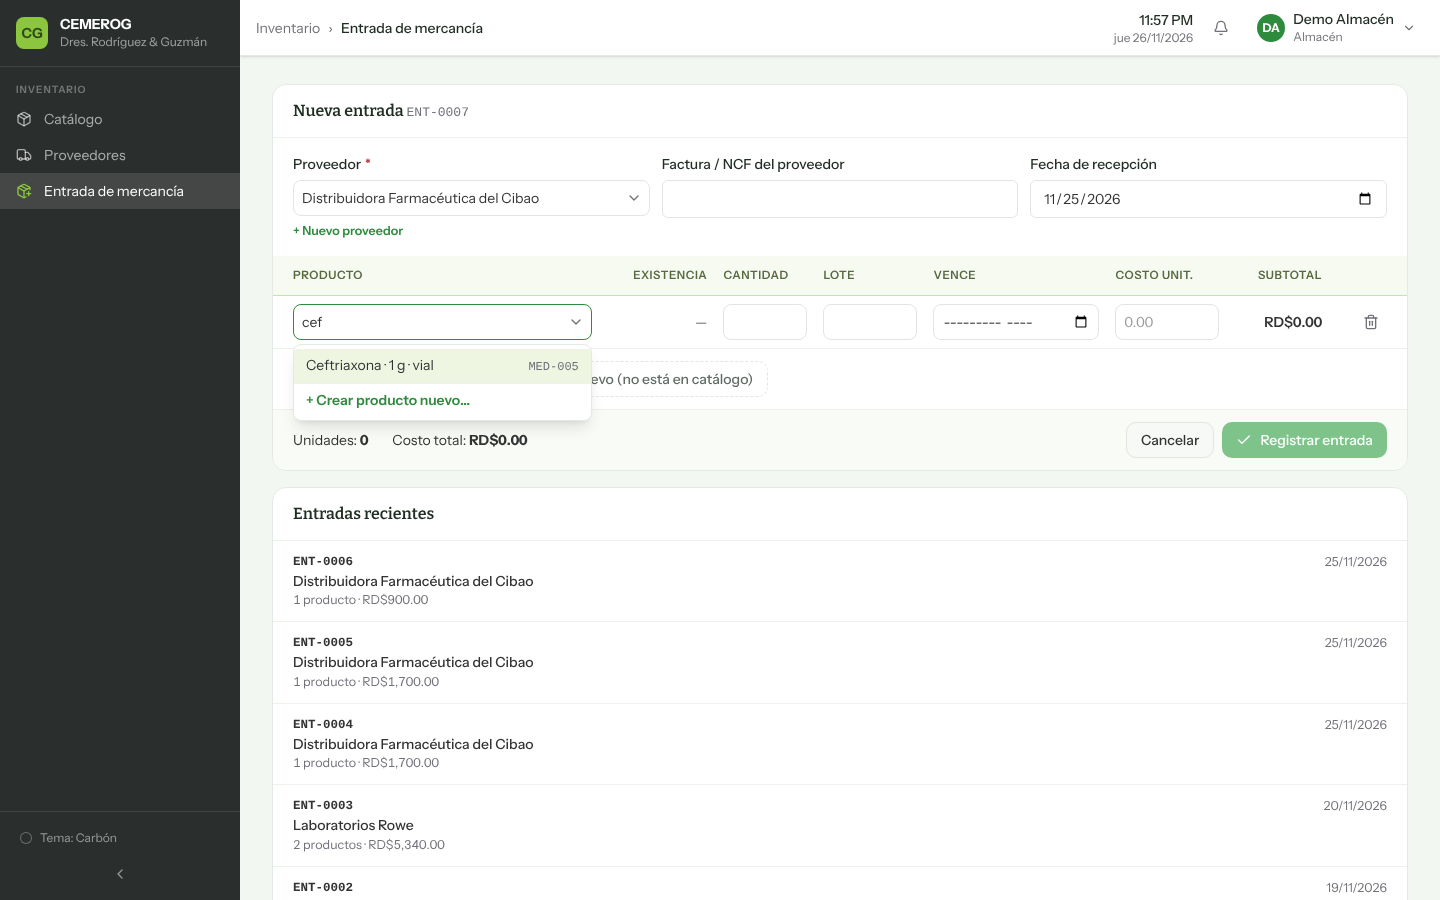 CG
CEMEROG
Dres. Rodríguez & Guzmán
INVENTARIO
Catálogo
Proveedores
Entrada de mercancía
Tema: Carbón
Inventario › Entrada de mercancía
11:57 PM
jue 26/11/2026
DA
Demo Almacén
Almacén
Nueva entrada ENT-0007
Proveedor * Factura / NCF del proveedor Fecha de recepción
Distribuidora Farmacéutica del Cibao 11/25/2026
+ Nuevo proveedor
PRODUCTO EXISTENCIA CANTIDAD LOTE VENCE COSTO UNIT. SUBTOTAL
cef — --------- ---- 0.00 RD$0.00
Ceftriaxona · 1 g · vial MED-005
evo (no está en catálogo)
+ Crear producto nuevo...
Unidades: 0 Costo total: RD$0.00 Cancelar Registrar entrada
Entradas recientes
ENT-0006 25/11/2026
Distribuidora Farmacéutica del Cibao
1 producto · RD$900.00
ENT-0005 25/11/2026
Distribuidora Farmacéutica del Cibao
1 producto · RD$1,700.00
ENT-0004 25/11/2026
Distribuidora Farmacéutica del Cibao
1 producto · RD$1,700.00
ENT-0003 20/11/2026
Laboratorios Rowe
2 productos · RD$5,340.00
ENT-0002 19/11/2026